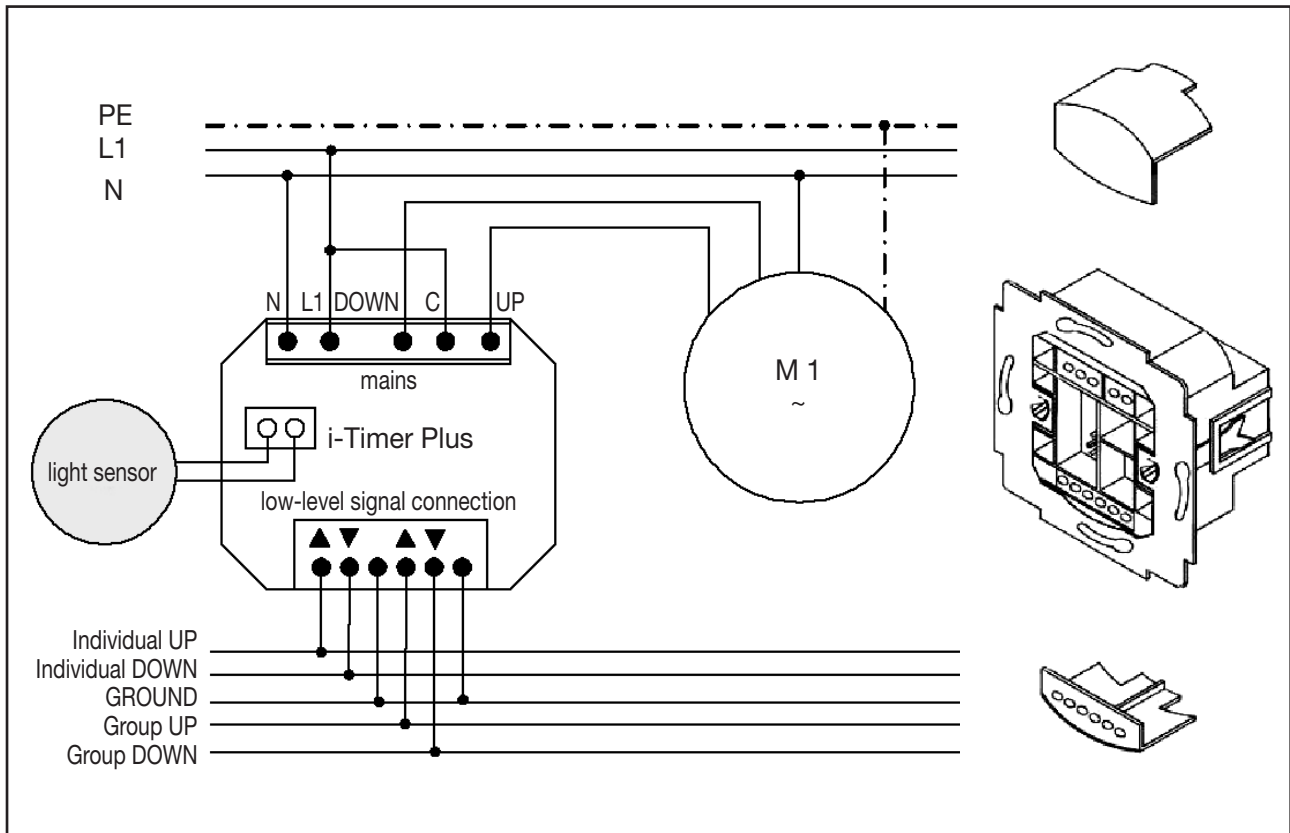 PE
L1
N
N L1 DOWN C UP
mains
M 1
~
i-Timer Plus
light sensor
low-level signal connection
Individual UP
Individual DOWN
GROUND
Group UP
Group DOWN